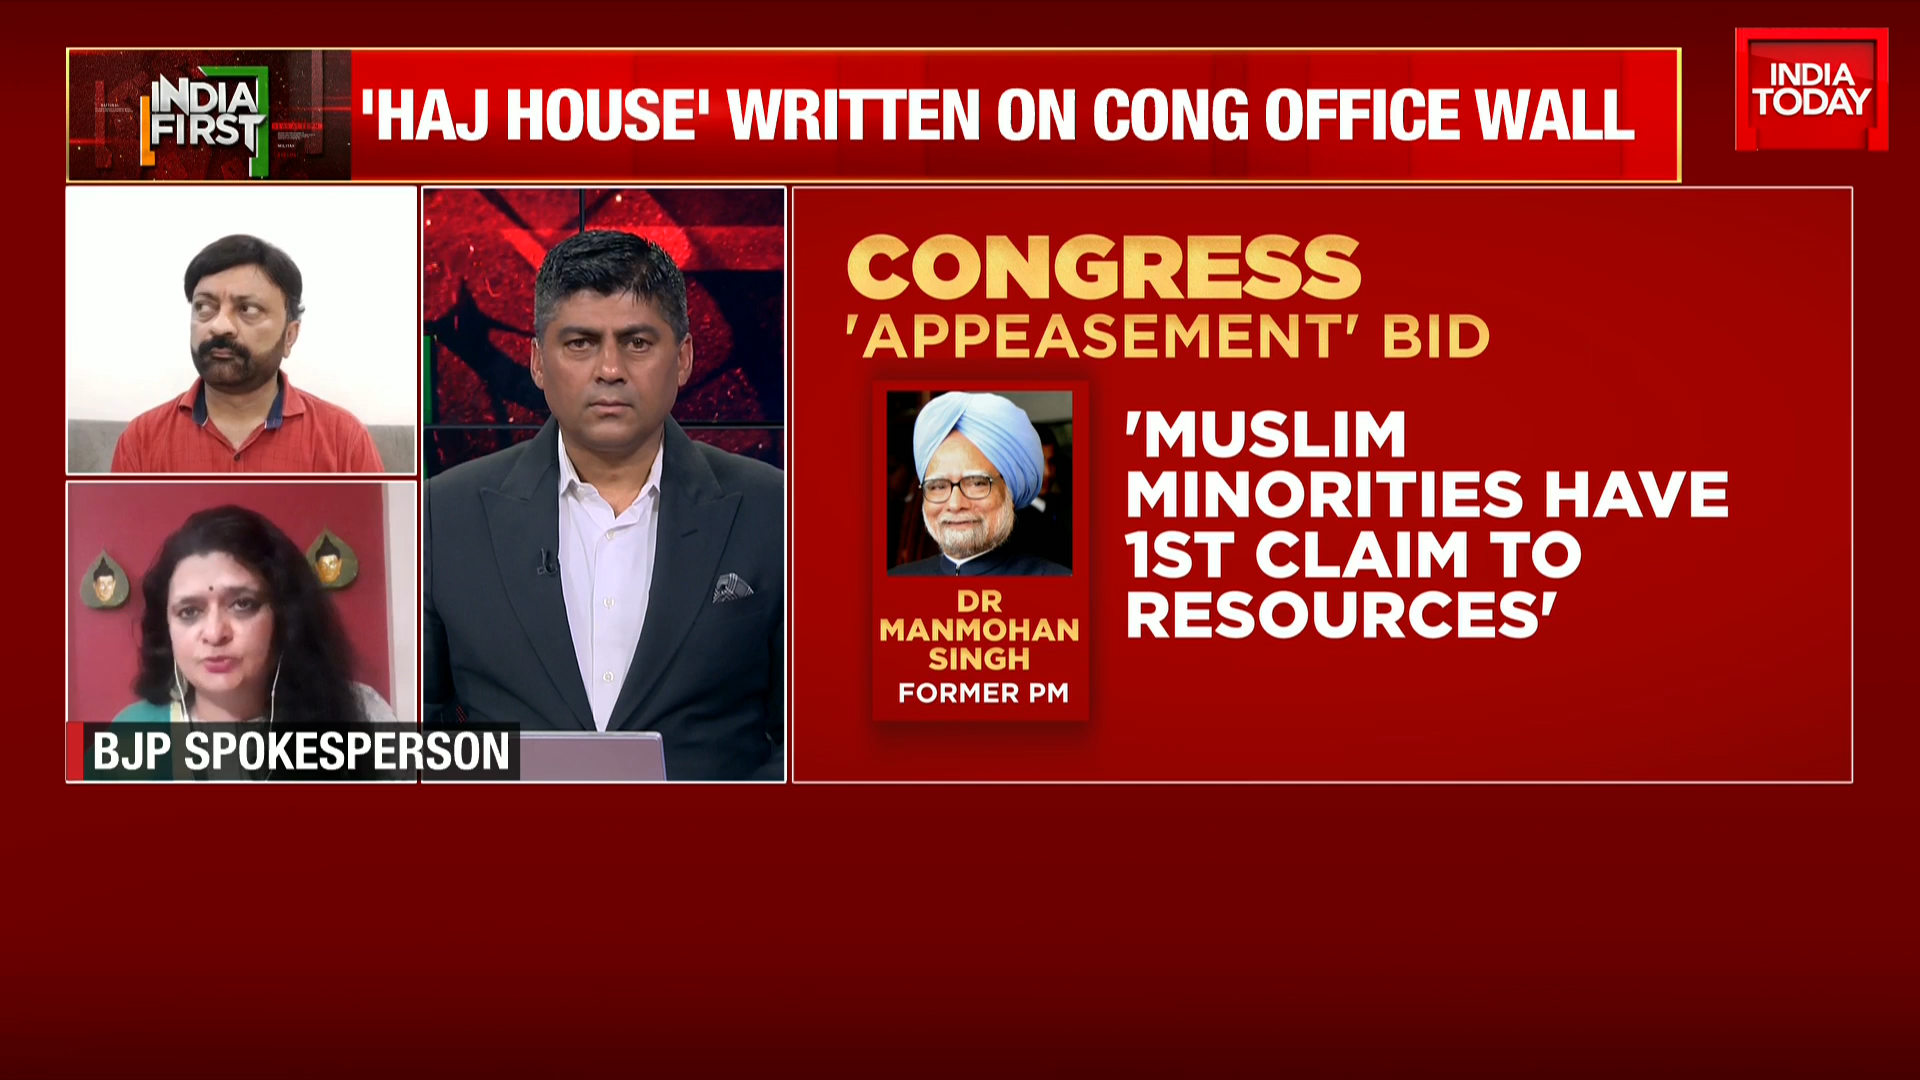 INDIA
FIRST
'HAJ HOUSE' WRITTEN ON CONG OFFICE WALL
INDIA
TODAY
CONGRESS
'APPEASEMENT' BID
'MUSLIM
MINORITIES HAVE
1ST CLAIM TO
RESOURCES'
DR
MANMOHAN
SINGH
FORMER PM
BJP SPOKESPERSON